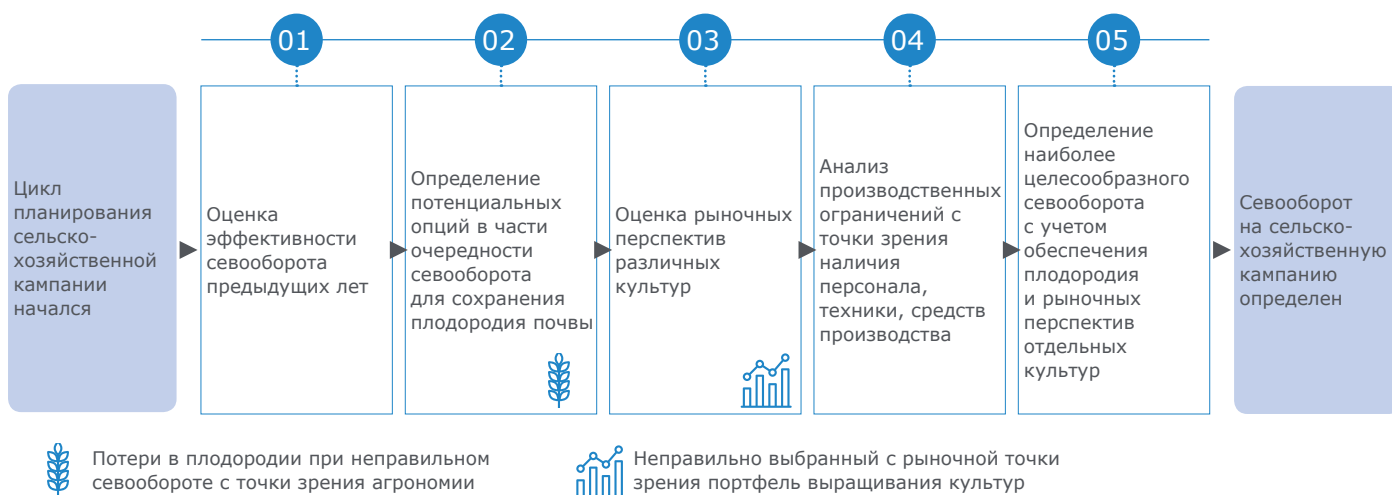 01
02
03
04
05
Цикл
планирования
сельско-
хозяйственной
кампании
начался
Оценка
эффективности
севооборота
предыдущих лет
Определение
потенциальных
опций в части
очередности
севооборота
для сохранения
плодородия почвы
Оценка рыночных
перспектив
различных
культур
Анализ
производственных
ограничений с
точки зрения
наличия
персонала,
техники, средств
производства
Определение
наиболее
целесообразного
севооборота
с учетом
обеспечения
плодородия
и рыночных
перспектив
отдельных
культур
Севооборот
на сельско-
хозяйственную
кампанию
определен
Потери в плодородии при неправильном
севообороте с точки зрения агрономии
Неправильно выбранный с рыночной точки
зрения портфель выращивания культур